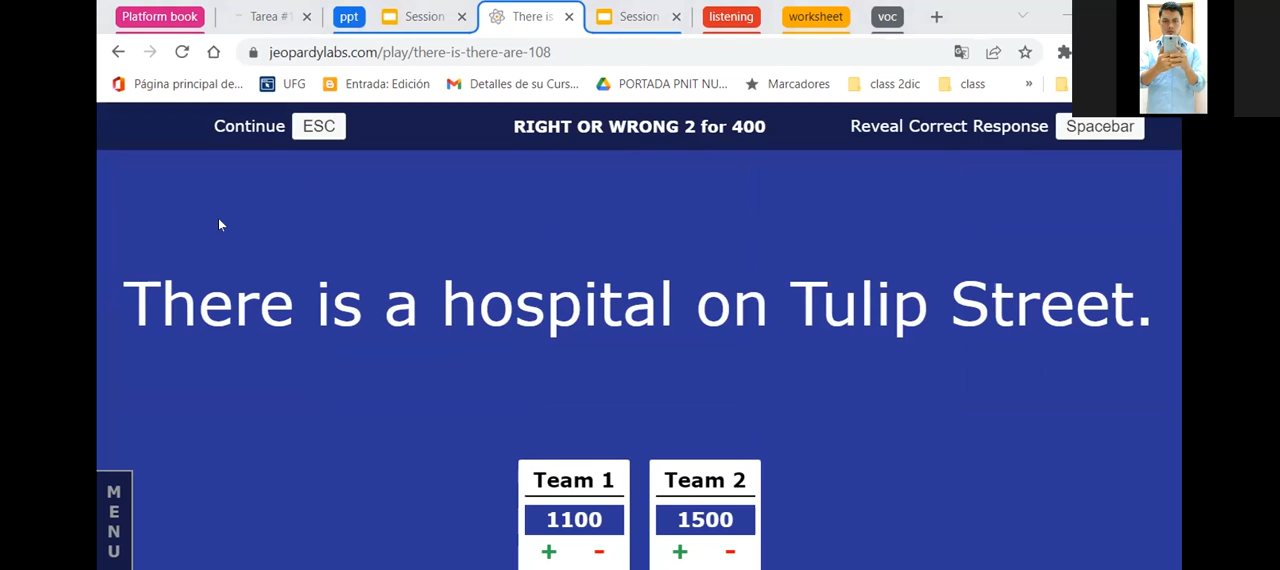 Platform book
Tarea #1
ppt
Session
There is
Session
listening
worksheet
voc
jeopardylabs.com/play/there-is-there-are-108
Página principal de...
UFG
Entrada: Edición
Detalles de su Curs...
PORTADA PNIT NU...
Marcadores
class 2dic
class
»
Continue ESC
RIGHT OR WRONG 2 for 400
Reveal Correct Response Spacebar
There is a hospital on Tulip Street.
MENU
Team 1
1100
+ -
Team 2
1500
+ -